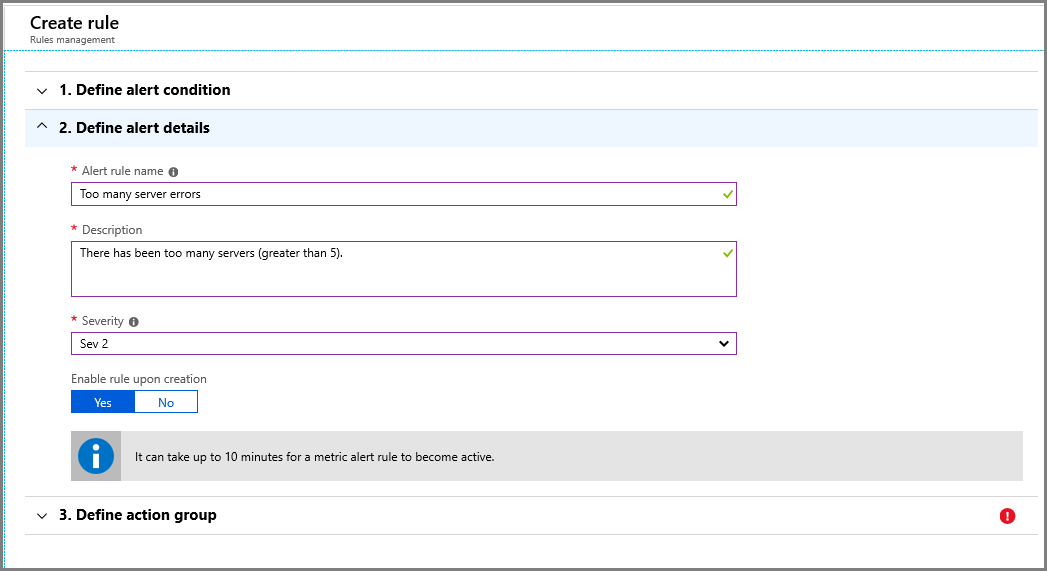 Create rule
Rules management
1. Define alert condition
2. Define alert details
* Alert rule name
Too many server errors
* Description
There has been too many servers (greater than 5).
* Severity
Sev 2
Enable rule upon creation
Yes No
It can take up to 10 minutes for a metric alert rule to become active.
3. Define action group